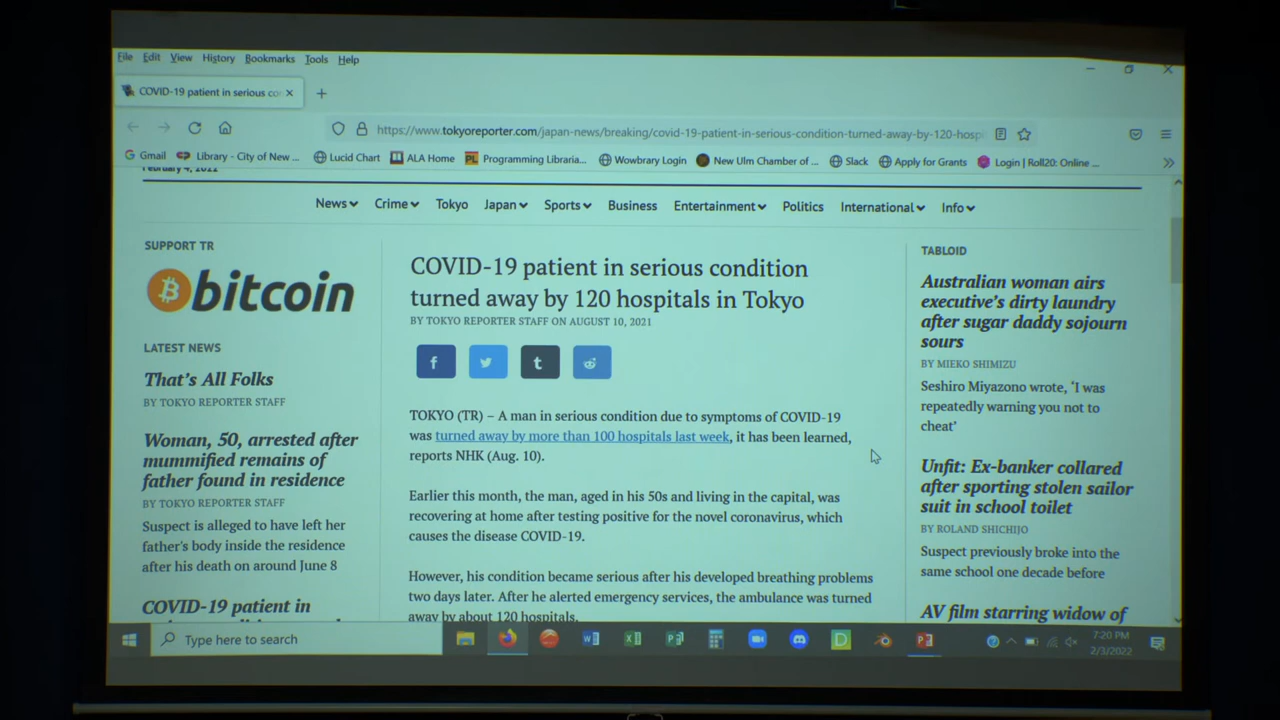 File Edit View History Bookmarks Tools Help
COVID-19 patient in serious co
https://www.tokyoreporter.com/japan-news/breaking/covid-19-patient-in-serious-condition-turned-away-by-120-hosp
Gmail Library - City of New ... Lucid Chart ALA Home Programming Libraria... Wowbrary Login New Ulm Chamber of ... Slack Apply for Grants Login | Roll20: Online ...
February 4, 2022
News Crime Tokyo Japan Sports Business Entertainment Politics International Info
SUPPORT TR
bitcoin
LATEST NEWS
That's All Folks
BY TOKYO REPORTER STAFF
Woman, 50, arrested after
mummified remains of
father found in residence
BY TOKYO REPORTER STAFF
Suspect is alleged to have left her
father's body inside the residence
after his death on around June 8
COVID-19 patient in
COVID-19 patient in serious condition
turned away by 120 hospitals in Tokyo
BY TOKYO REPORTER STAFF ON AUGUST 10, 2021
TOKYO (TR) – A man in serious condition due to symptoms of COVID-19
was turned away by more than 100 hospitals last week, it has been learned,
reports NHK (Aug. 10).
Earlier this month, the man, aged in his 50s and living in the capital, was
recovering at home after testing positive for the novel coronavirus, which
causes the disease COVID-19.
However, his condition became serious after his developed breathing problems
two days later. After he alerted emergency services, the ambulance was turned
away by about 120 hospitals.
TABLOID
Australian woman airs
executive's dirty laundry
after sugar daddy sojourn
sours
BY MIEKO SHIMIZU
Seshiro Miyazono wrote, 'I was
repeatedly warning you not to
cheat'
Unfit: Ex-banker collared
after sporting stolen sailor
suit in school toilet
BY ROLAND SHICHIJO
Suspect previously broke into the
same school one decade before
AV film starring widow of
Type here to search
7:20 PM
2/3/2022